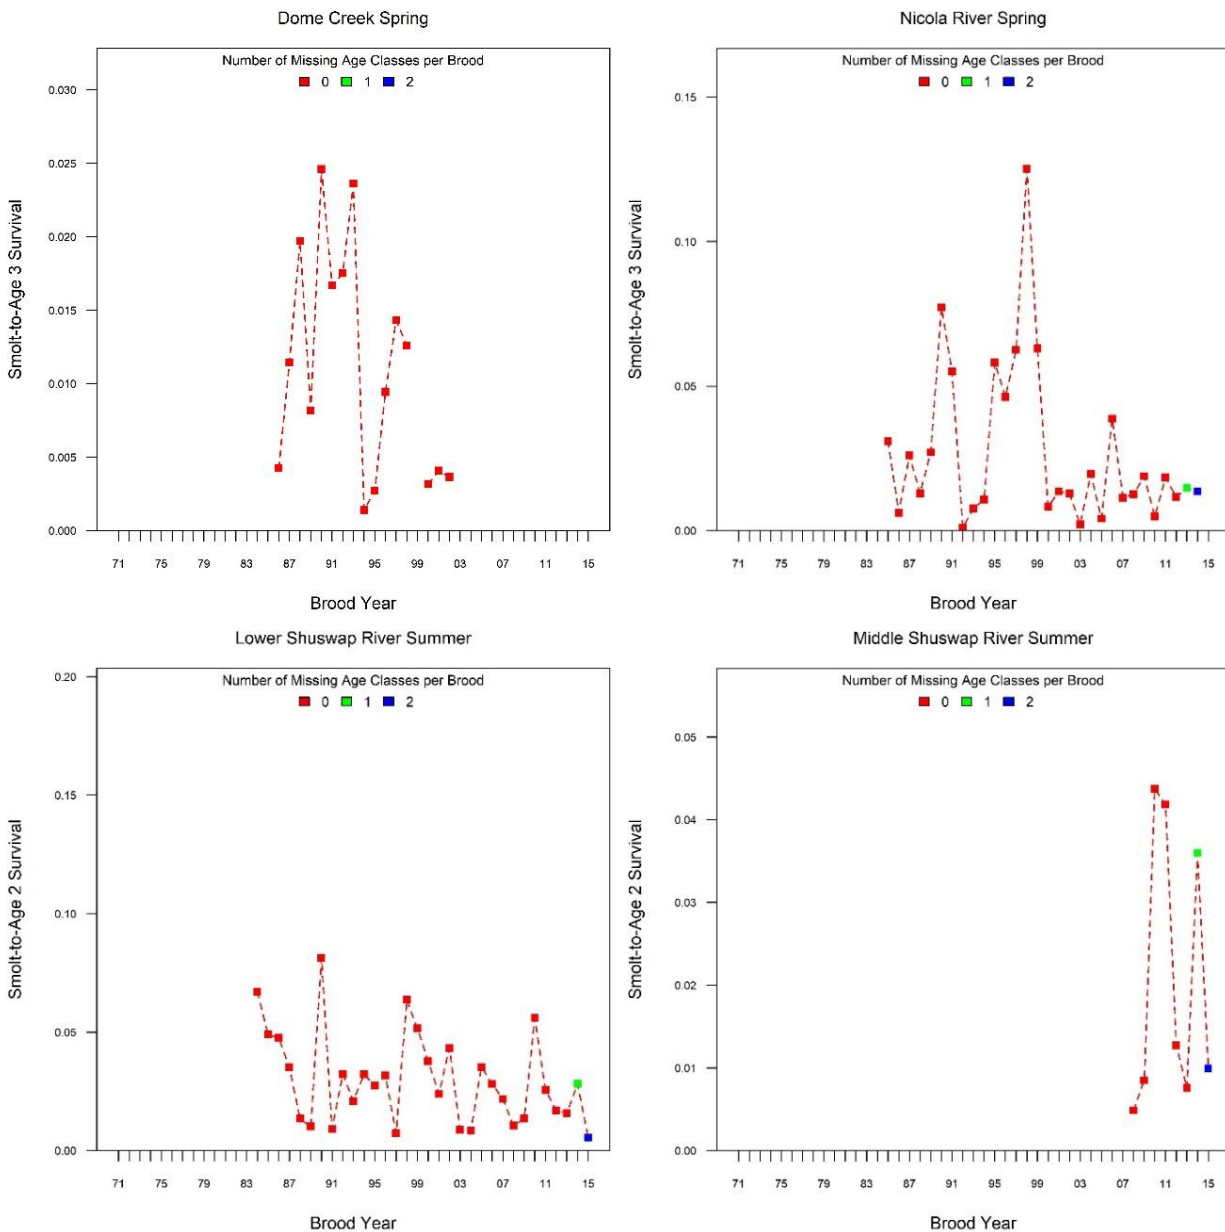 Dome Creek Spring
Number of Missing Age Classes per Brood
0 1 2
0.030
0.025
0.020
0.015
0.010
0.005
0.000
Smolt-to-Age 3 Survival
71 75 79 83 87 91 95 99 03 07 11 15
Brood Year
Nicola River Spring
Number of Missing Age Classes per Brood
0 1 2
0.15
0.10
0.05
0.00
Smolt-to-Age 3 Survival
71 75 79 83 87 91 95 99 03 07 11 15
Brood Year
Lower Shuswap River Summer
Number of Missing Age Classes per Brood
0 1 2
0.20
0.15
0.10
0.05
0.00
Smolt-to-Age 2 Survival
71 75 79 83 87 91 95 99 03 07 11 15
Brood Year
Middle Shuswap River Summer
Number of Missing Age Classes per Brood
0 1 2
0.05
0.04
0.03
0.02
0.01
0.00
Smolt-to-Age 2 Survival
71 75 79 83 87 91 95 99 03 07 11 15
Brood Year